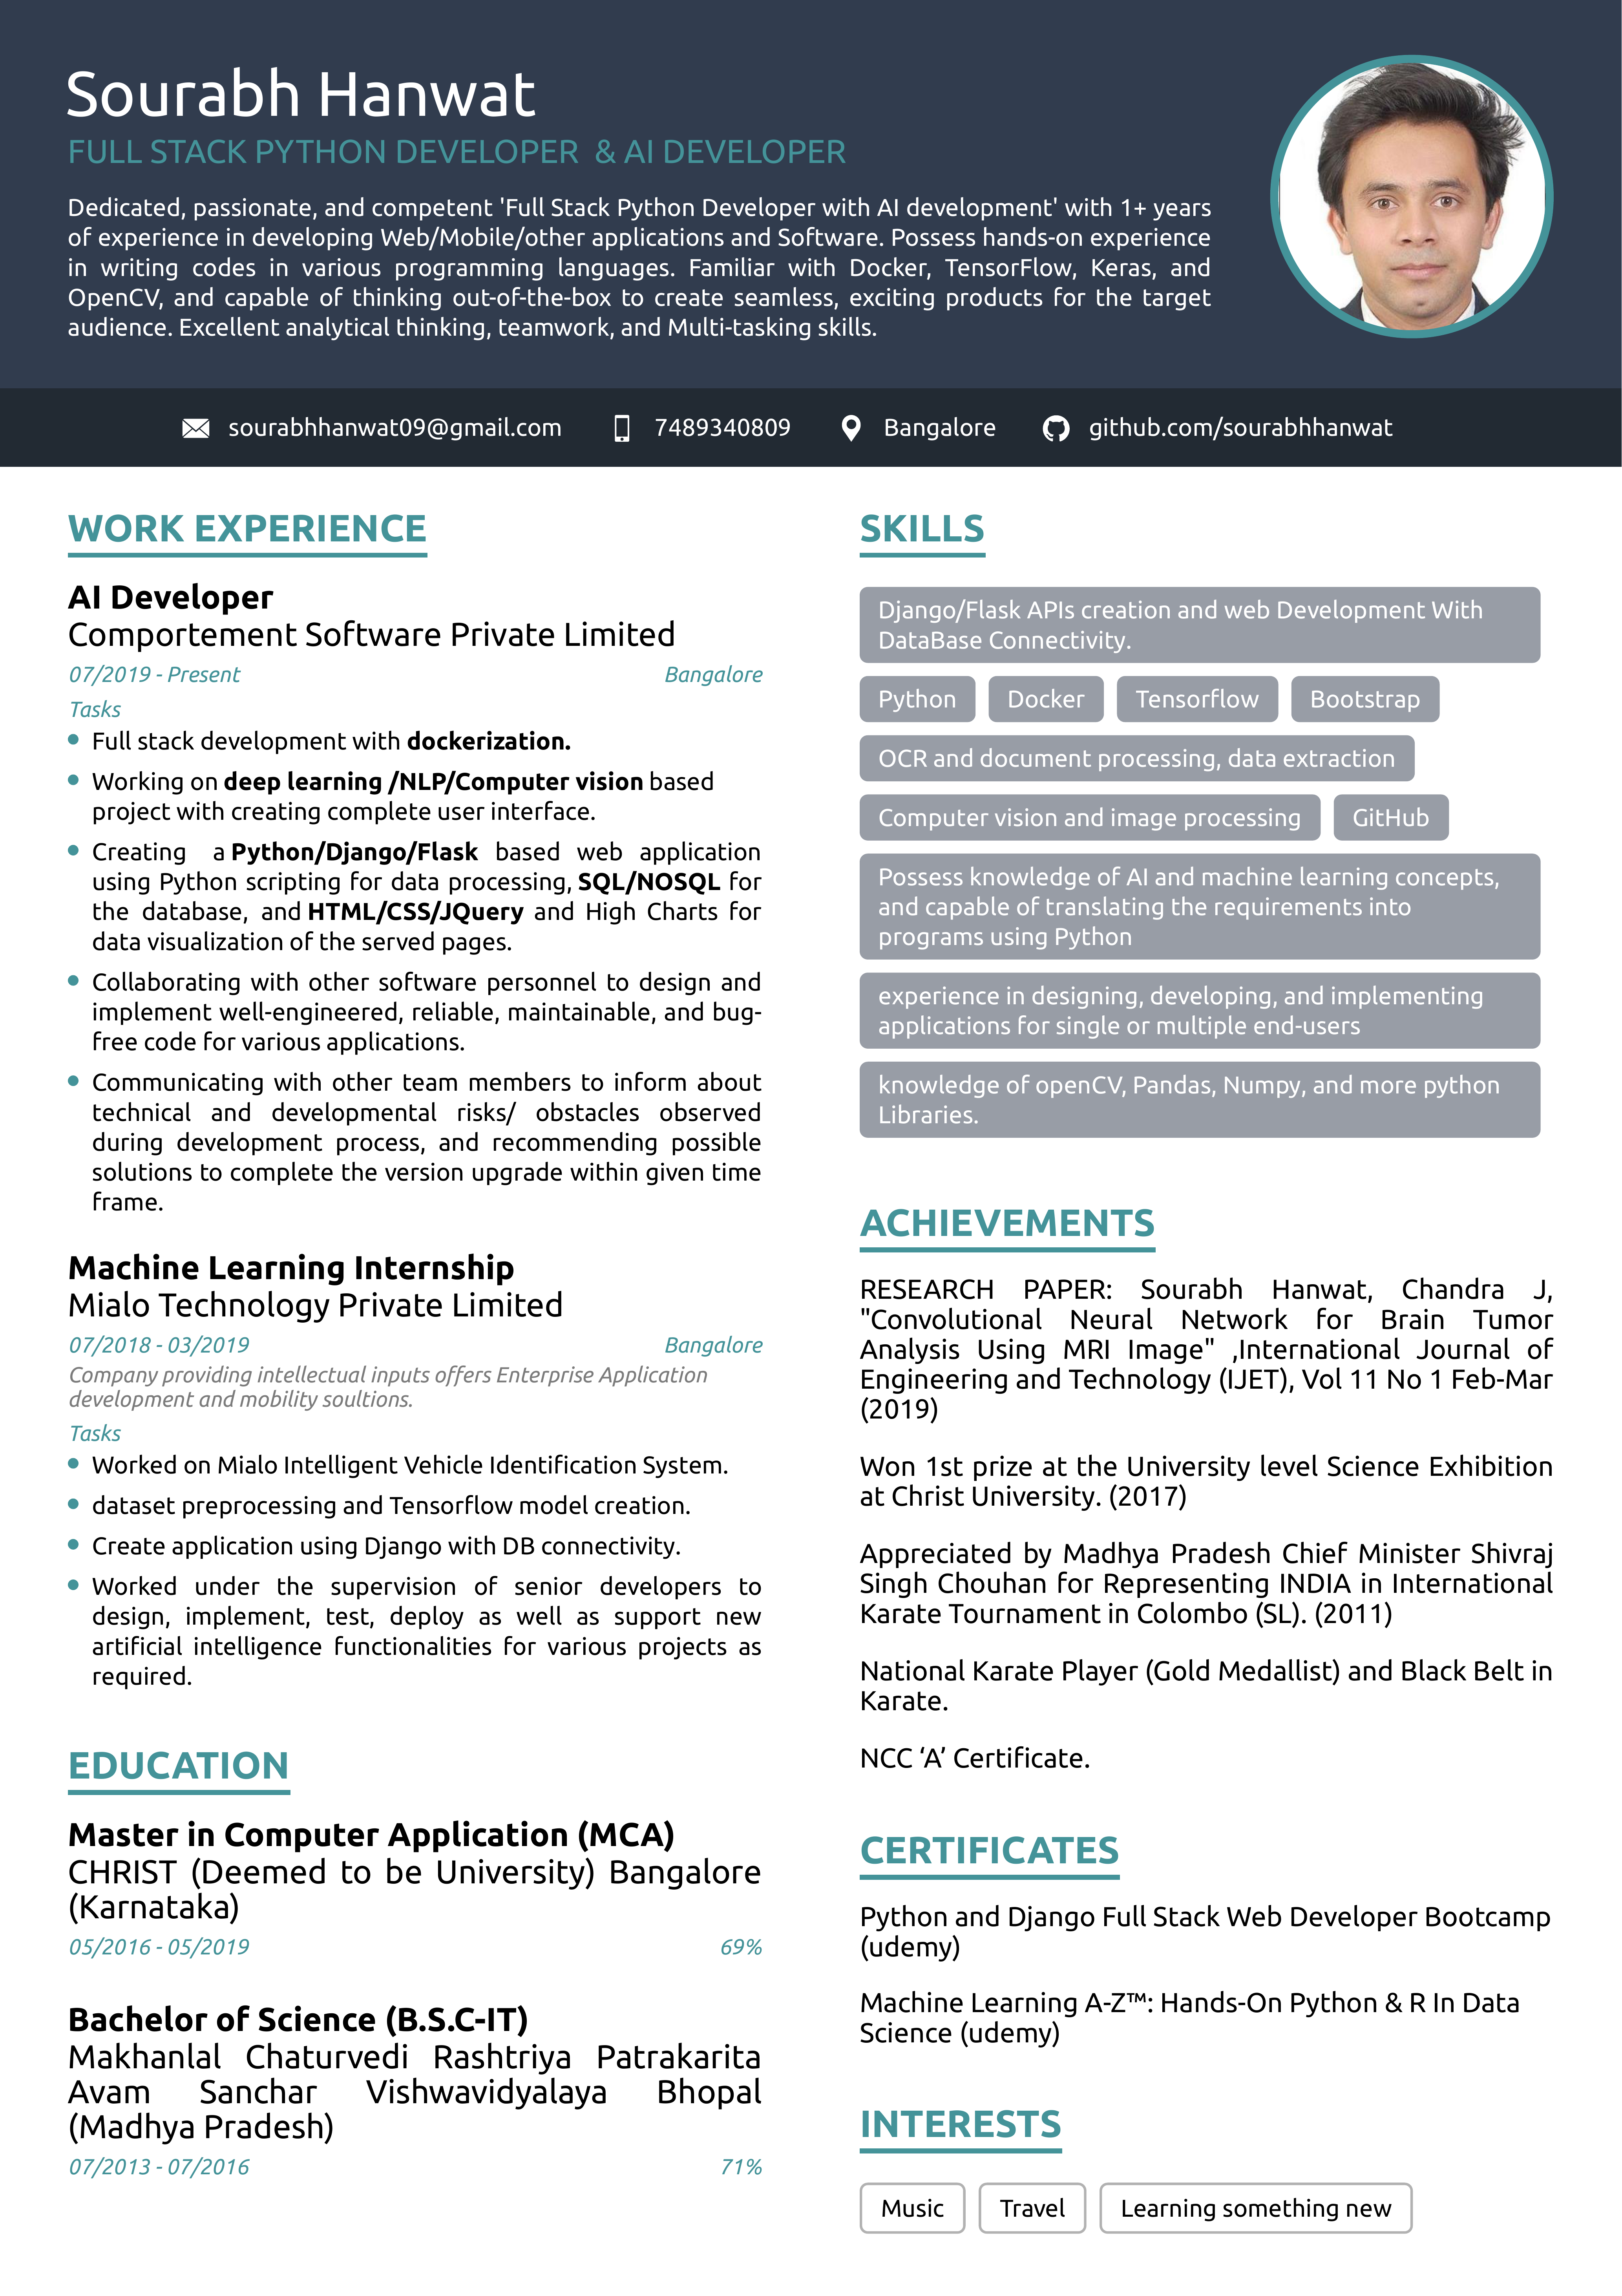 Sourabh Hanwat
FULL STACK PYTHON DEVELOPER & AI DEVELOPER
Dedicated, passionate, and competent 'Full Stack Python Developer with AI development' with 1+ years
of experience in developing Web/Mobile/other applications and Software. Possess hands-on experience
in writing codes in various programming languages. Familiar with Docker, TensorFlow, Keras, and
OpenCV, and capable of thinking out-of-the-box to create seamless, exciting products for the target
audience. Excellent analytical thinking, teamwork, and Multi-tasking skills.
sourabhhanwat09@gmail.com
7489340809
Bangalore
github.com/sourabhhanwat
WORK EXPERIENCE
AI Developer
Comportement Software Private Limited
07/2019 - Present
Bangalore
Tasks
Full stack development with dockerization.
Working on deep learning /NLP/Computer vision based
project with creating complete user interface.
Creating a Python/Django/Flask based web application
using Python scripting for data processing, SQL/NOSQL for
the database, and HTML/CSS/JQuery and High Charts for
data visualization of the served pages.
Collaborating with other software personnel to design and
implement well-engineered, reliable, maintainable, and bug-
free code for various applications.
Communicating with other team members to inform about
technical and developmental risks/ obstacles observed
during development process, and recommending possible
solutions to complete the version upgrade within given time
frame.
Machine Learning Internship
Mialo Technology Private Limited
07/2018 - 03/2019
Bangalore
Company providing intellectual inputs offers Enterprise Application
development and mobility soultions.
Tasks
Worked on Mialo Intelligent Vehicle Identification System.
dataset preprocessing and Tensorflow model creation.
Create application using Django with DB connectivity.
Worked under the supervision of senior developers to
design, implement, test, deploy as well as support new
artificial intelligence functionalities for various projects as
required.
EDUCATION
Master in Computer Application (MCA)
CHRIST (Deemed to be University) Bangalore
(Karnataka)
05/2016 - 05/2019
69%
Bachelor of Science (B.S.C-IT)
Makhanlal Chaturvedi Rashtriya Patrakarita
Avam Sanchar Vishwavidyalaya Bhopal
(Madhya Pradesh)
07/2013 - 07/2016
71%
SKILLS
Django/Flask APIs creation and web Development With
DataBase Connectivity.
Python
Docker
Tensorflow
Bootstrap
OCR and document processing, data extraction
Computer vision and image processing
GitHub
Possess knowledge of AI and machine learning concepts,
and capable of translating the requirements into
programs using Python
experience in designing, developing, and implementing
applications for single or multiple end-users
knowledge of openCV, Pandas, Numpy, and more python
Libraries.
ACHIEVEMENTS
RESEARCH PAPER: Sourabh Hanwat, Chandra J,
"Convolutional Neural Network for Brain Tumor
Analysis Using MRI Image" ,International Journal of
Engineering and Technology (IJET), Vol 11 No 1 Feb-Mar
(2019)
Won 1st prize at the University level Science Exhibition
at Christ University. (2017)
Appreciated by Madhya Pradesh Chief Minister Shivraj
Singh Chouhan for Representing INDIA in International
Karate Tournament in Colombo (SL). (2011)
National Karate Player (Gold Medallist) and Black Belt in
Karate.
NCC ‘A’ Certificate.
CERTIFICATES
Python and Django Full Stack Web Developer Bootcamp
(udemy)
Machine Learning A-Z™: Hands-On Python & R In Data
Science (udemy)
INTERESTS
Music
Travel
Learning something new